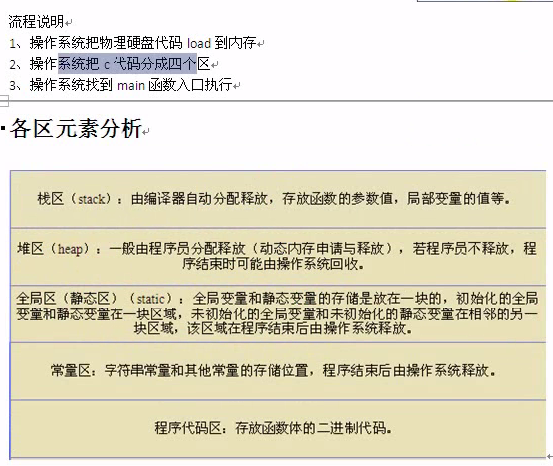 流程说明
1、操作系统把物理硬盘代码 load 到内存
2、操作系统把 c 代码分成四个区
3、操作系统找到 main 函数入口执行
各区元素分析
栈区（stack）：由编译器自动分配释放，存放函数的参数值，局部变量的值等。
堆区（heap）：一般由程序员分配释放（动态内存申请与释放），若程序员不释放，程
序结束时可能由操作系统回收。
全局区（静态区）（static）：全局变量和静态变量的存储是放在一块的，初始化的全局
变量和静态变量在一块区域，未初始化的全局变量和未初始化的静态变量在相邻的另一
块区域，该区域在程序结束后由操作系统释放。
常量区：字符串常量和其他常量的存储位置，程序结束后由操作系统释放。
程序代码区：存放函数体的二进制代码。